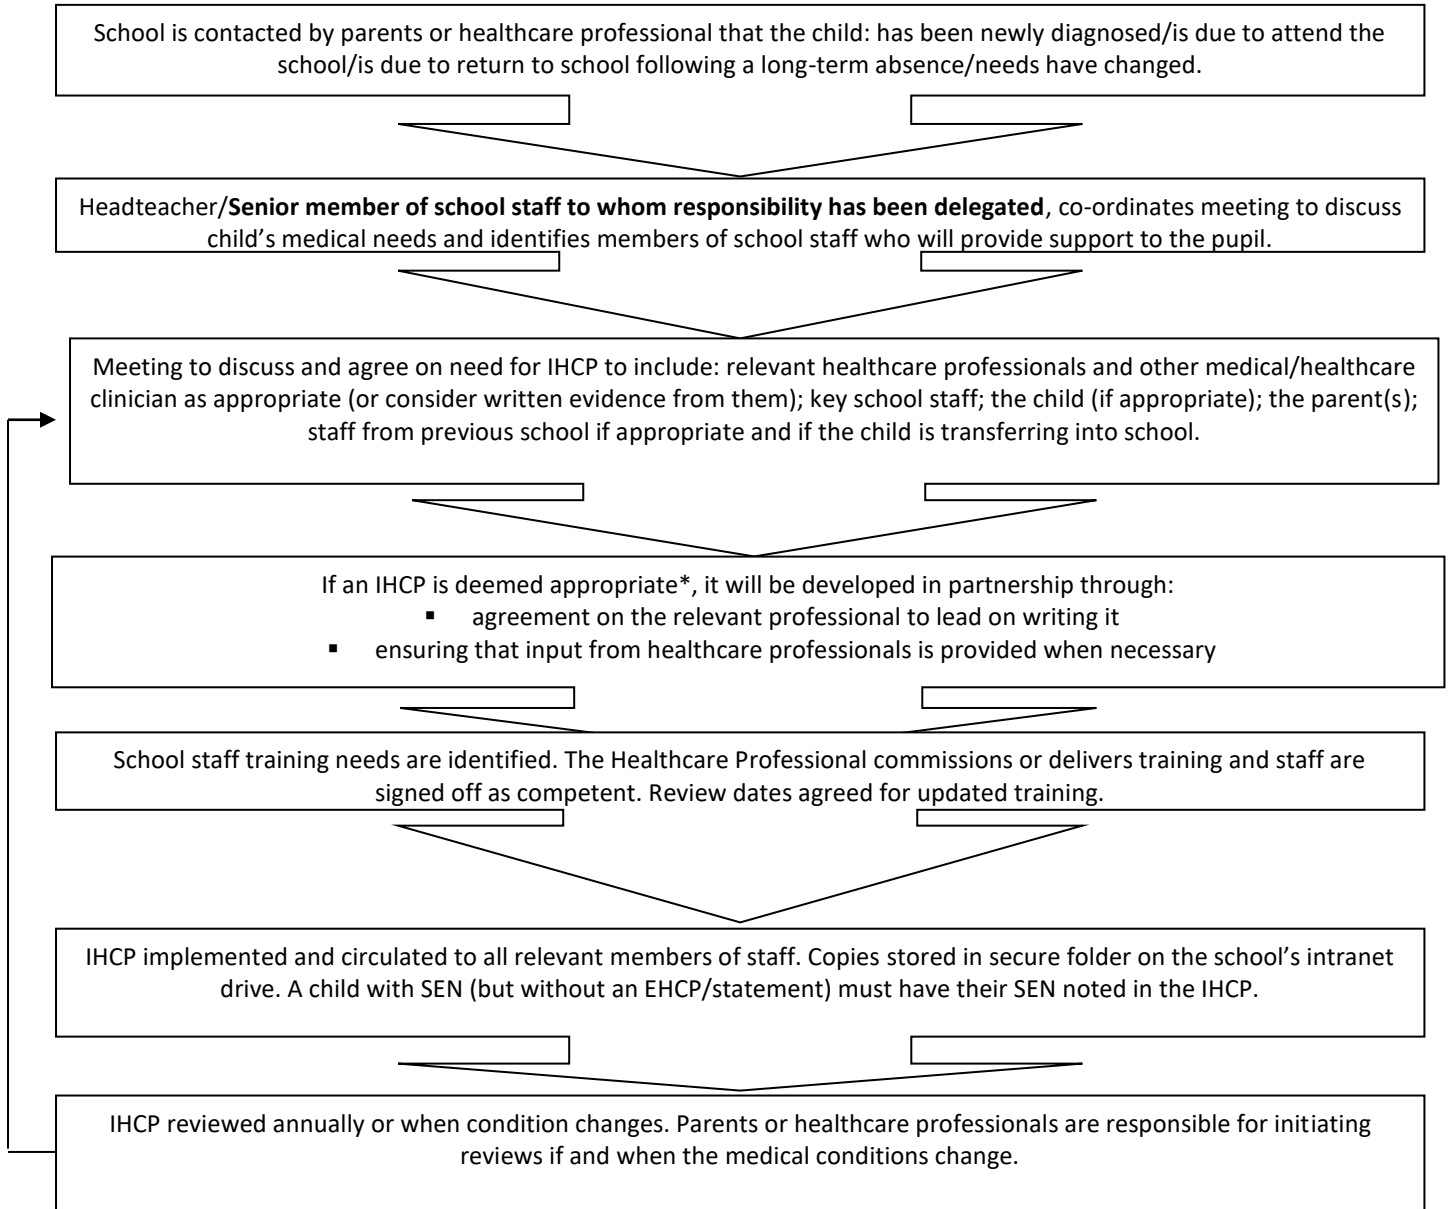 School is contacted by parents or healthcare professional that the child: has been newly diagnosed/is due to attend the
school/is due to return to school following a long-term absence/needs have changed.
Headteacher/Senior member of school staff to whom responsibility has been delegated, co-ordinates meeting to discuss
child’s medical needs and identifies members of school staff who will provide support to the pupil.
Meeting to discuss and agree on need for IHCP to include: relevant healthcare professionals and other medical/healthcare
clinician as appropriate (or consider written evidence from them); key school staff; the child (if appropriate); the parent(s);
staff from previous school if appropriate and if the child is transferring into school.
If an IHCP is deemed appropriate*, it will be developed in partnership through:
▪ agreement on the relevant professional to lead on writing it
▪ ensuring that input from healthcare professionals is provided when necessary
School staff training needs are identified. The Healthcare Professional commissions or delivers training and staff are
signed off as competent. Review dates agreed for updated training.
IHCP implemented and circulated to all relevant members of staff. Copies stored in secure folder on the school’s intranet
drive. A child with SEN (but without an EHCP/statement) must have their SEN noted in the IHCP.
IHCP reviewed annually or when condition changes. Parents or healthcare professionals are responsible for initiating
reviews if and when the medical conditions change.